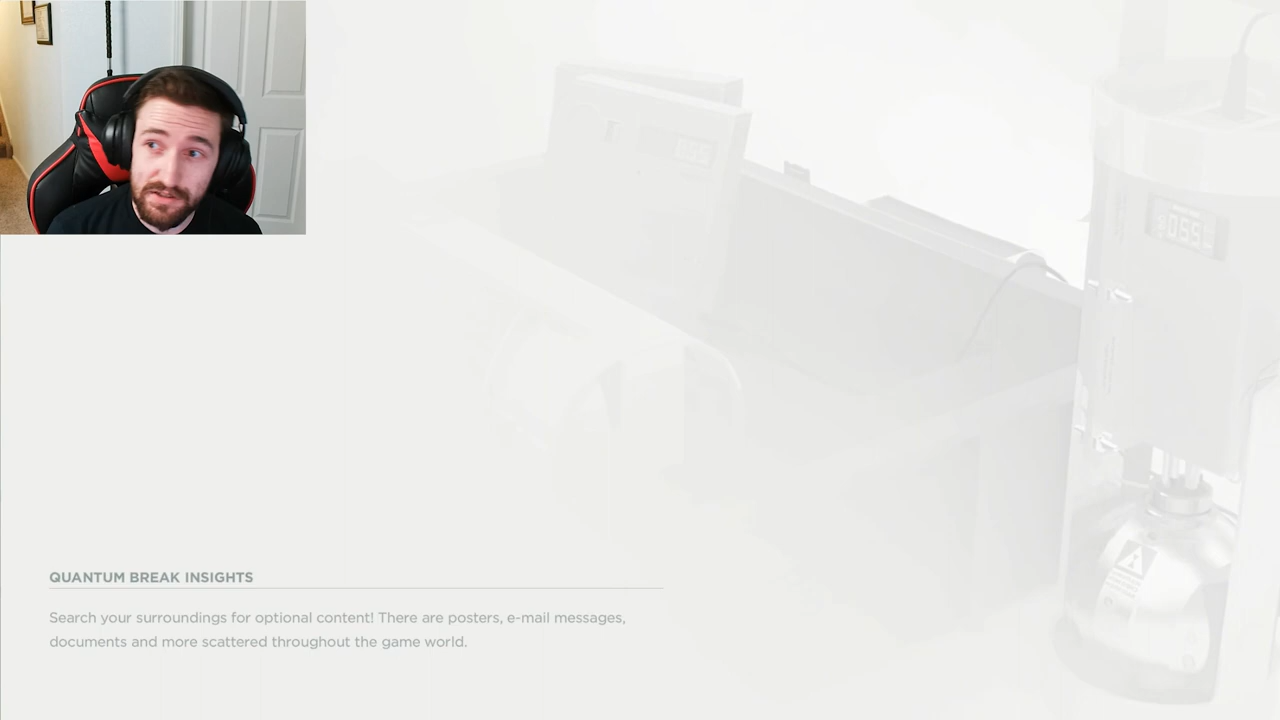 QUANTUM BREAK INSIGHTS
Search your surroundings for optional content! There are posters, e-mail messages,
documents and more scattered throughout the game world.